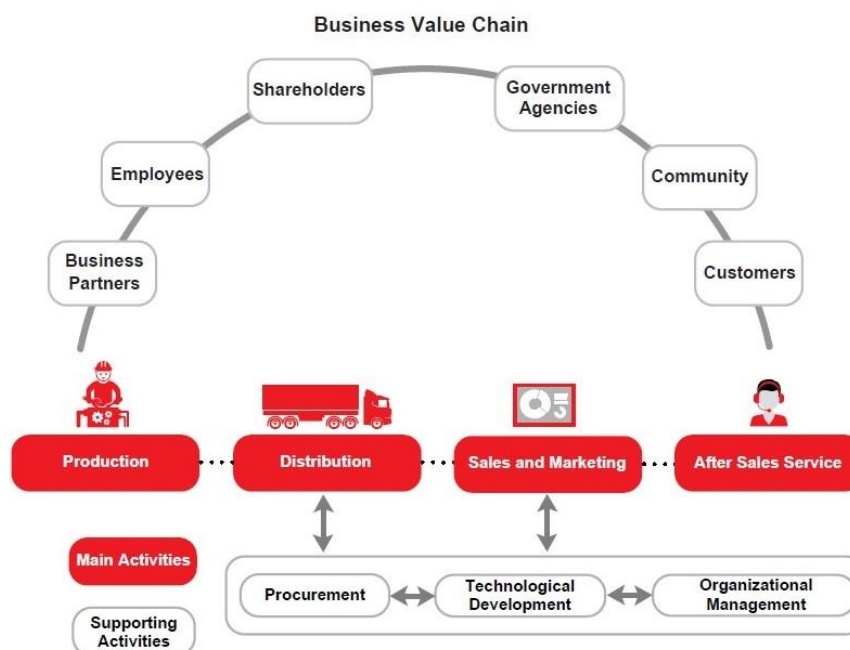 Business Value Chain
Shareholders
Government
Agencies
Employees
Community
Business
Partners
Customers
Production
Distribution
Sales and Marketing
After Sales Service
Main Activities
Procurement
Technological
Development
Organizational
Management
Supporting
Activities